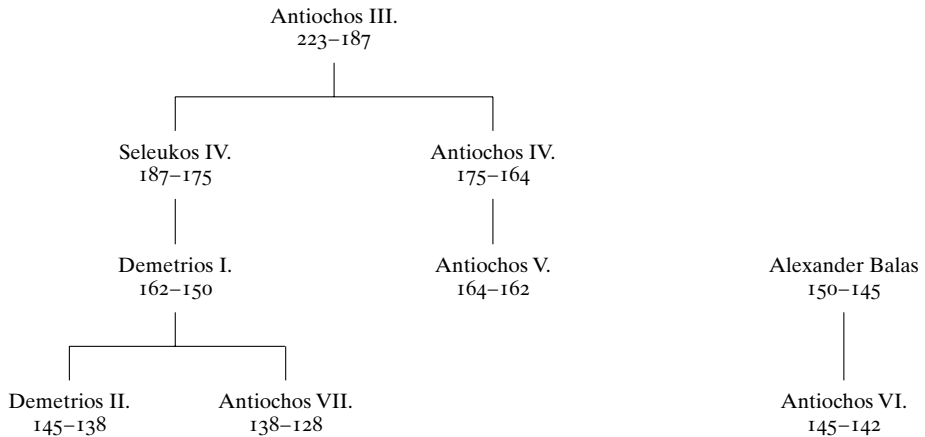 Antiochos III.
223–187
Seleukos IV.
187–175
Antiochos IV.
175–164
Demetrios I.
162–150
Antiochos V.
164–162
Alexander Balas
150–145
Demetrios II.
145–138
Antiochos VII.
138–128
Antiochos VI.
145–142